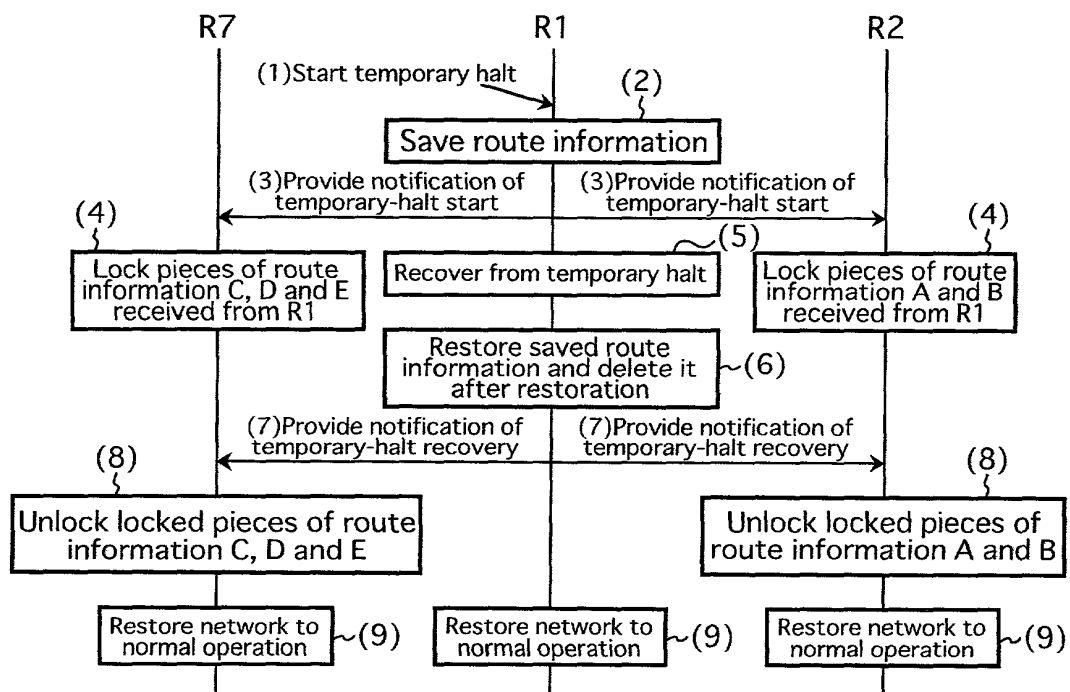 R7
R1
R2
(1)Start temporary halt
(2)
Save route information
(3)Provide notification of
temporary-halt start
(3)Provide notification of
temporary-halt start
(4)
Lock pieces of route
information C, D and E
received from R1
(5)
Recover from temporary halt
(4)
Lock pieces of route
information A and B
received from R1
Restore saved route
information and delete it
after restoration
(6)
(7)Provide notification of
temporary-halt recovery
(7)Provide notification of
temporary-halt recovery
(8)
Unlock locked pieces of route
information C, D and E
(8)
Unlock locked pieces of
route information A and B
Restore network to
normal operation
(9)
Restore network to
normal operation
(9)
Restore network to
normal operation
(9)